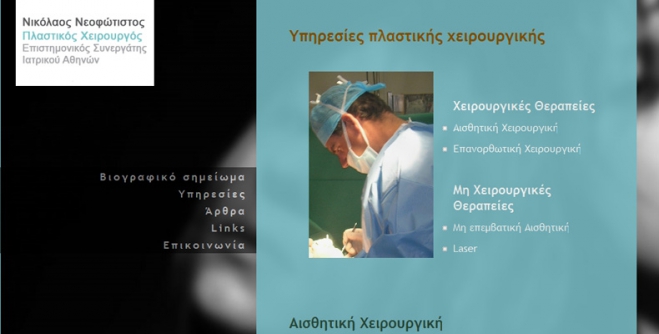 Νικόλαος Νεοφώτιστος
Πλαστικός Χειρουργός
Επιστημονικός Συνεργάτης
Ιατρικού Αθηνών
Βιογραφικό σημείωμα
Υπηρεσίες
Άρθρα
Links
Επικοινωνία
Υπηρεσίες πλαστικής χειρουργικής
Χειρουργικές Θεραπείες
Αισθητική Χειρουργική
Επανορθωτική Χειρουργική
Μη Χειρουργικές
Θεραπείες
Μη επεμβατική Αισθητική
Laser
Αισθητική Χειρουργική